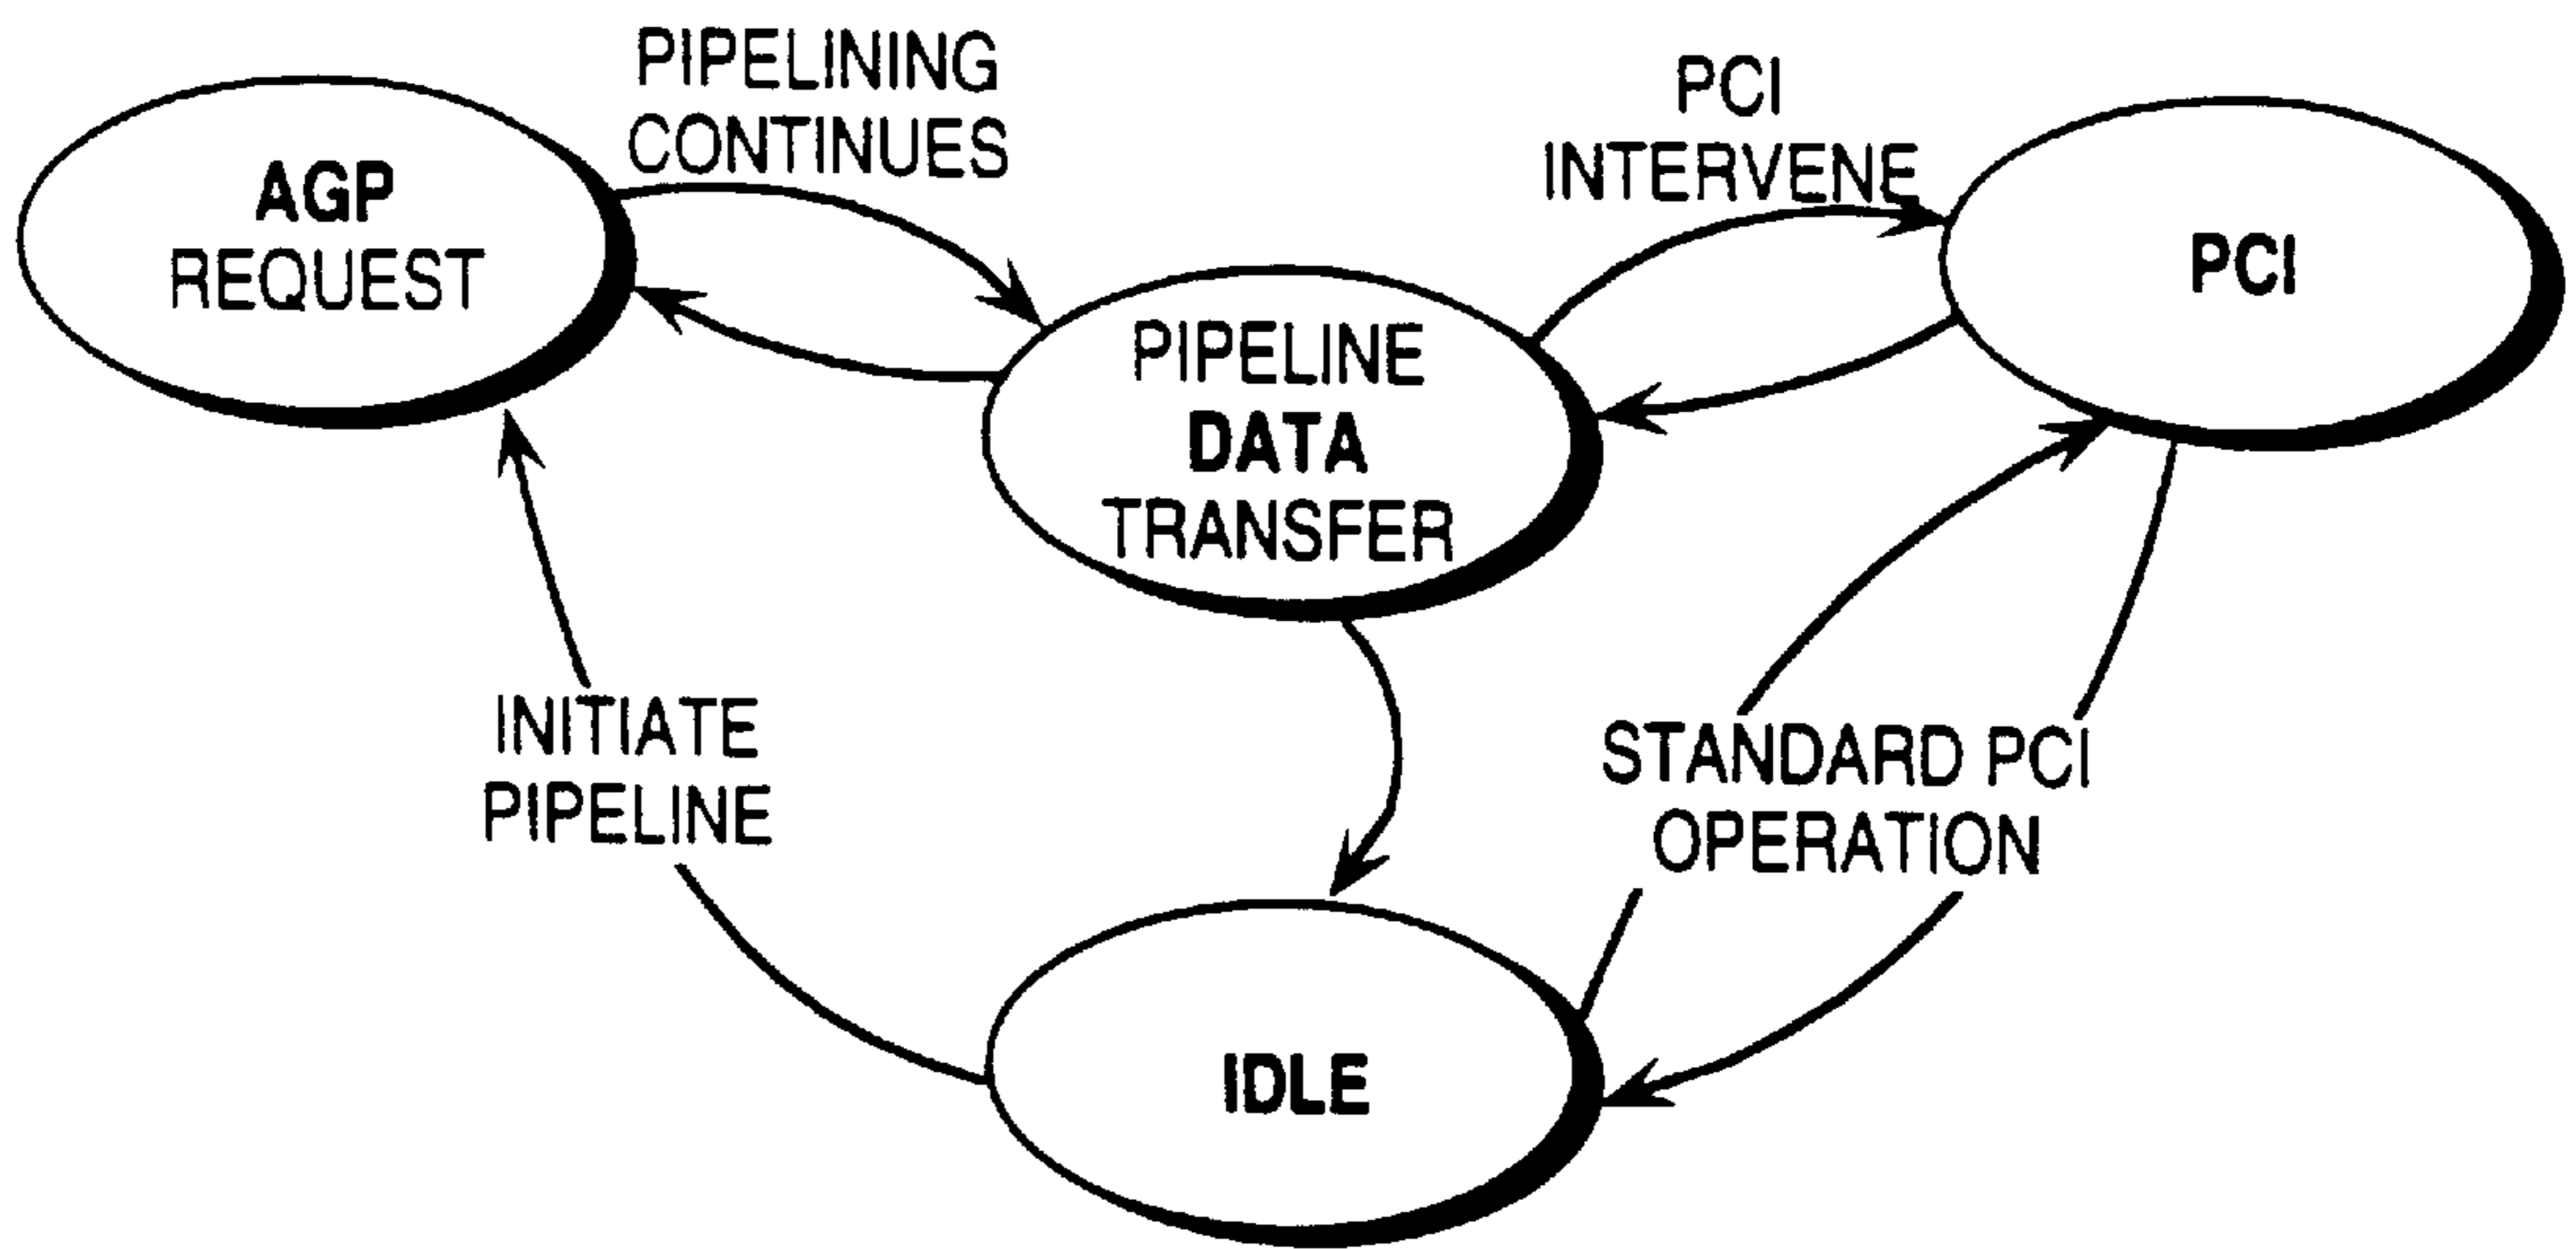 PIPELINING
CONTINUES
PCI
INTERVENE
AGP
REQUEST
PCI
PIPELINE
DATA
TRANSFER
INITIATE
PIPELINE
STANDARD PCI
OPERATION
IDLE